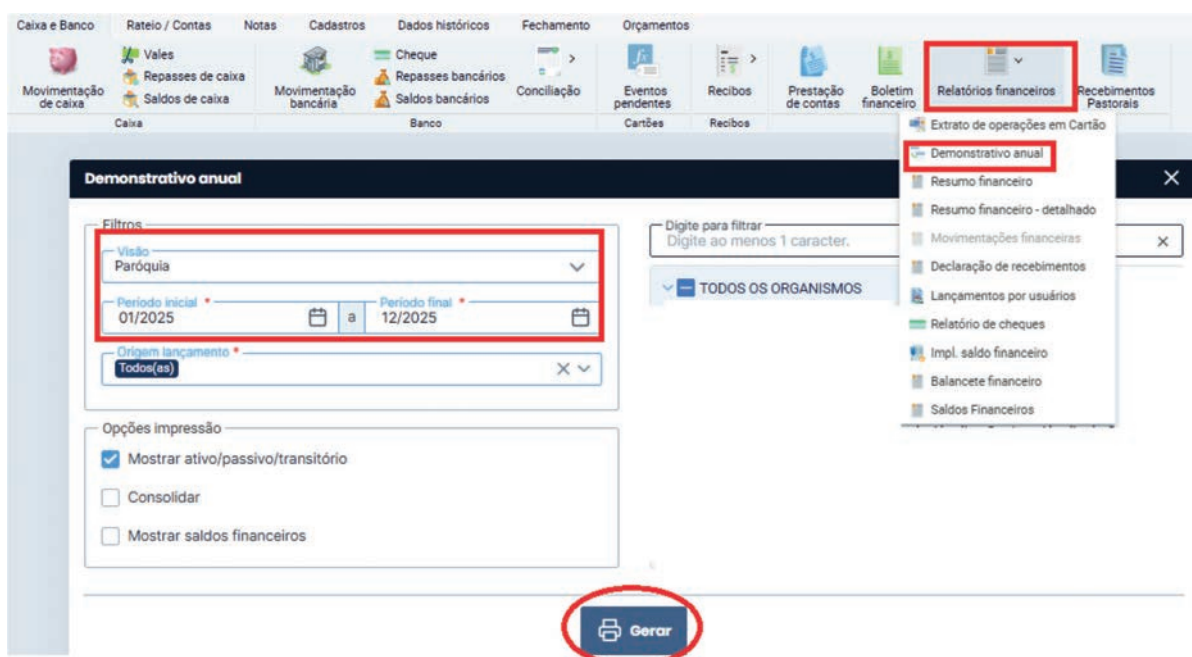 Caixa e Banco Rateio / Contas Notas Cadastros Dados históricos Fechamento Orçamentos
Movimentação de caixa
Vales
Repasses de caixa
Saldos de caixa
Movimentação bancária
Cheque
Repasses bancários
Saldos bancários
Conciliação
Eventos pendentes
Recibos
Prestação de contas
Boletim financeiro
Relatórios financeiros
Recebimentos Pastorais
Caixa Banco Cartões Recibos
Extrato de operações em Cartão
Demonstrativo anual
Resumo financeiro
Resumo financeiro - detalhado
Movimentações financeiras
Declaração de recebimentos
Lançamentos por usuários
Relatório de cheques
Impl. saldo financeiro
Balancete financeiro
Saldos Financeiros
Demonstrativo anual
Filtros
Visão
Paróquia
Período inicial * Período final *
01/2025 a 12/2025
Origem lançamento *
Todos(as)
Digite para filtrar
Digite ao menos 1 caracter.
TODOS OS ORGANISMOS
Opções impressão
Mostrar ativo/passivo/transitório
Consolidar
Mostrar saldos financeiros
Gerar